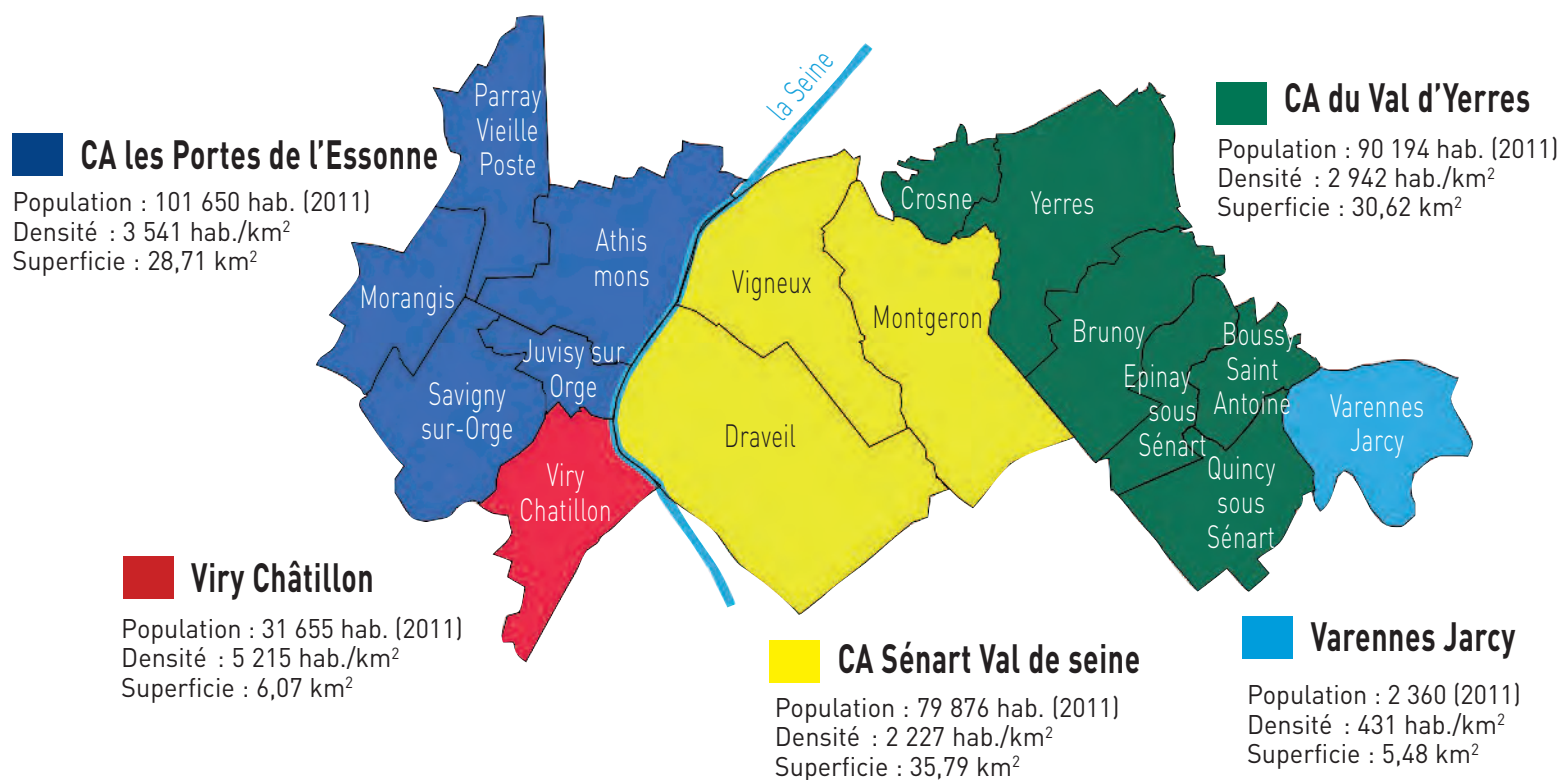 la Seine
CA les Portes de l’Essonne
Population : 101 650 hab. (2011)
Densité : 3 541 hab./km²
Superficie : 28,71 km²
CA du Val d’Yerres
Population : 90 194 hab. (2011)
Densité : 2 942 hab./km²
Superficie : 30,62 km²
Parray
Vieille
Poste
Athis
mons
Morangis
Juvisy sur
Orge
Savigny
sur-Orge
Viry
Chatillon
Vigneux
Draveil
Montgeron
Crosne
Yerres
Brunoy
Epinay
sous
Sénart
Boussy
Saint
Antoine
Quincy
sous
Sénart
Varennes
Jarcy
Viry Châtillon
Population : 31 655 hab. (2011)
Densité : 5 215 hab./km²
Superficie : 6,07 km²
CA Sénart Val de seine
Population : 79 876 hab. (2011)
Densité : 2 227 hab./km²
Superficie : 35,79 km²
Varennes Jarcy
Population : 2 360 (2011)
Densité : 431 hab./km²
Superficie : 5,48 km²